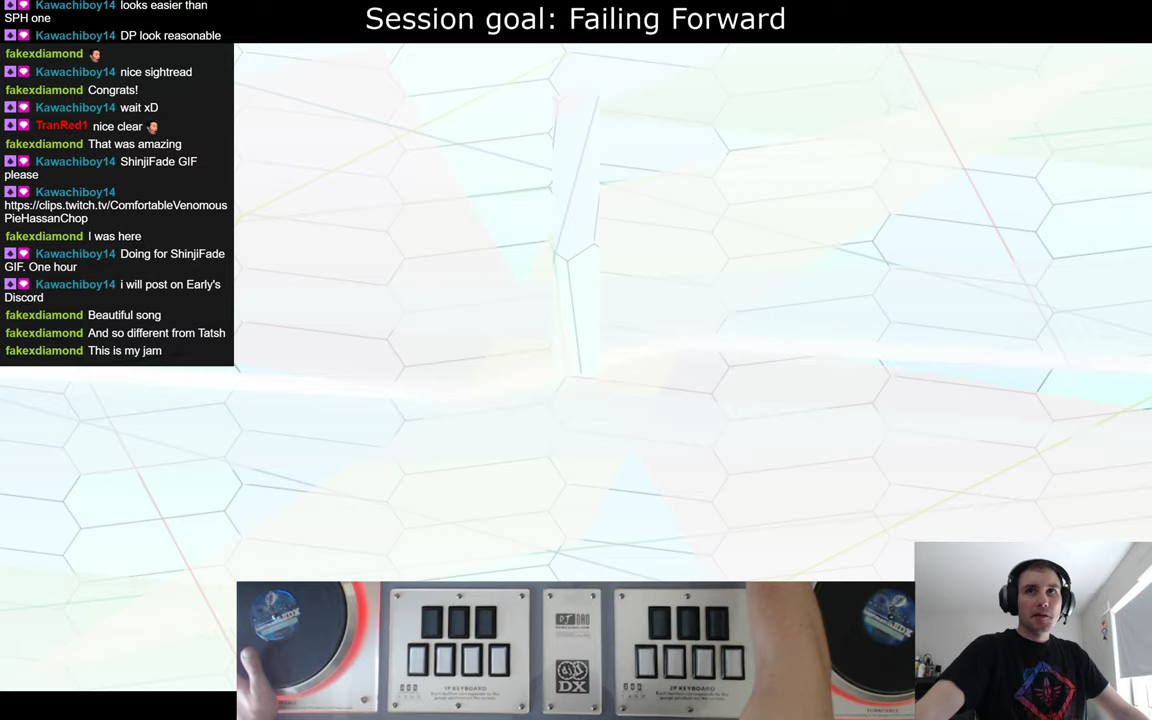 Session goal: Failing Forward
Kawachiboy14 looks easier than
SPH one
Kawachiboy14 DP look reasonable
fakexdiamond
Kawachiboy14 nice sightread
fakexdiamond Congrats!
Kawachiboy14 wait xD
TranRed1 nice clear
fakexdiamond That was amazing
Kawachiboy14 ShinjiFade GIF
please
Kawachiboy14
https://clips.twitch.tv/ComfortableVenomous
PieHassanChop
fakexdiamond I was here
Kawachiboy14 Doing for ShinjiFade
GIF. One hour
Kawachiboy14 i will post on Early's
Discord
fakexdiamond Beautiful song
fakexdiamond And so different from Tatsh
fakexdiamond This is my jam
1P KEYBOARD
DX
2P KEYBOARD